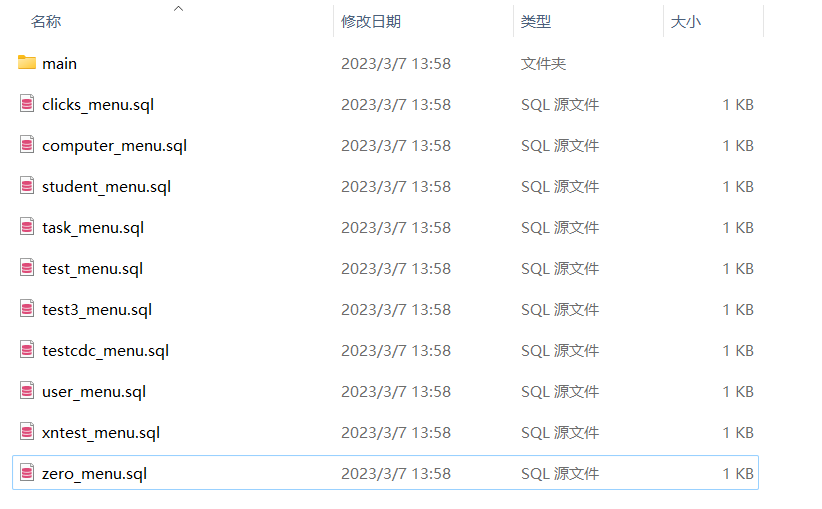 名称 修改日期 类型 大小
main 2023/3/7 13:58 文件夹
clicks_menu.sql 2023/3/7 13:58 SQL 源文件 1 KB
computer_menu.sql 2023/3/7 13:58 SQL 源文件 1 KB
student_menu.sql 2023/3/7 13:58 SQL 源文件 1 KB
task_menu.sql 2023/3/7 13:58 SQL 源文件 1 KB
test_menu.sql 2023/3/7 13:58 SQL 源文件 1 KB
test3_menu.sql 2023/3/7 13:58 SQL 源文件 1 KB
testcdc_menu.sql 2023/3/7 13:58 SQL 源文件 1 KB
user_menu.sql 2023/3/7 13:58 SQL 源文件 1 KB
xntest_menu.sql 2023/3/7 13:58 SQL 源文件 1 KB
zero_menu.sql 2023/3/7 13:58 SQL 源文件 1 KB